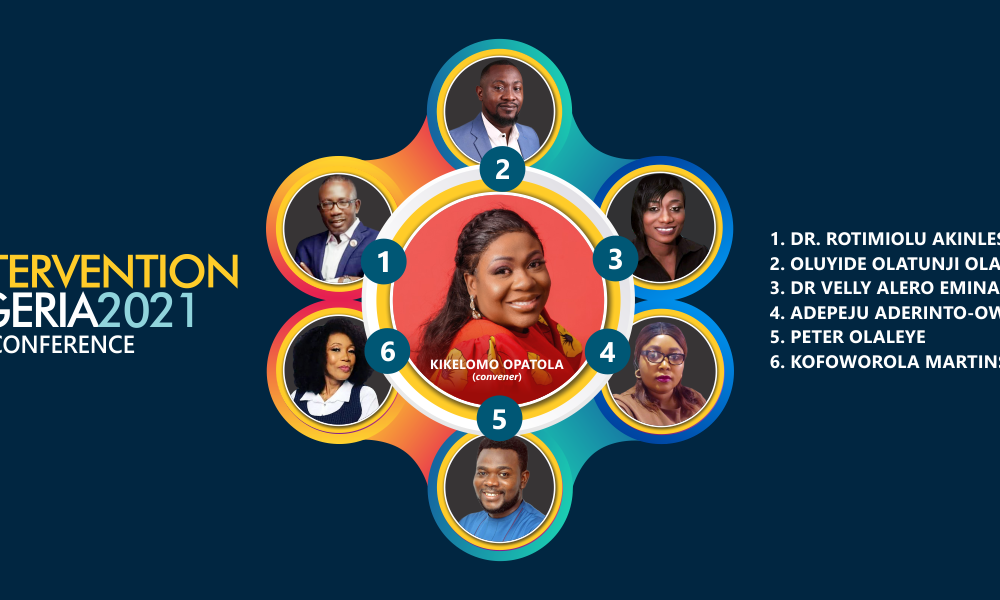 TERVENTION
GERIA2021
CONFERENCE
2
1
3
KIKELOMO OPATOLA
(convener)
6
4
5
1. DR. ROTIMIOLU AKINLES
2. OLUYIDE OLATUNJI OLA
3. DR VELLY ALERO EMINA
4. ADEPEJU ADERINTO-OW
5. PETER OLALEYE
6. KOFOWOROLA MARTINS